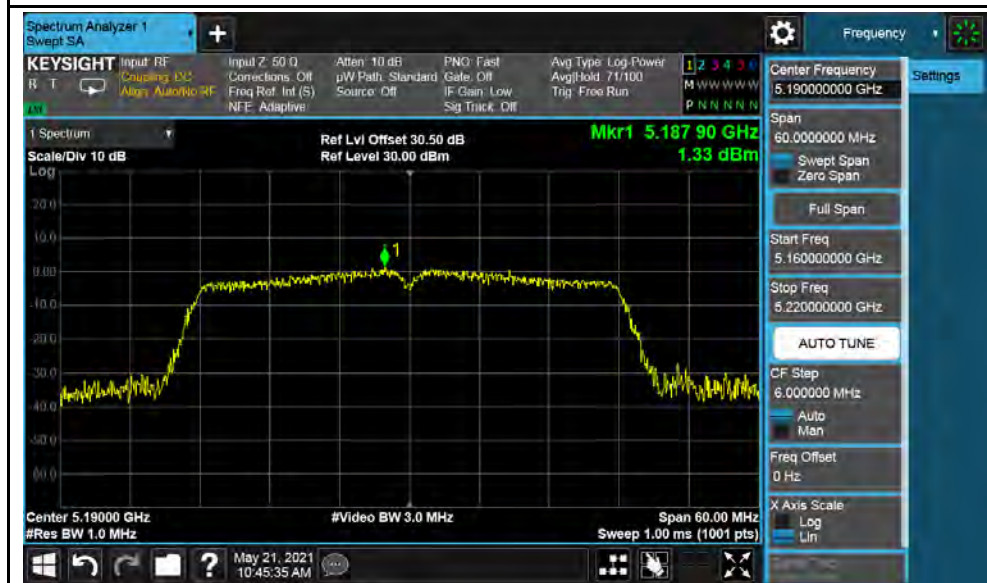 Spectrum Analyzer 1
Swept SA
+
Frequency
KEYSIGHT
R T
Input: RF
Coupling: DC
Align: Auto/No RF
Input Z: 50 Ω
Corrections: Off
Freq Ref: Int (S)
NFE: Adaptive
Atten: 10 dB
µW Path: Standard
Source: Off
PNO: Fast
Gate: Off
IF Gain: Low
Sig Track: Off
Avg Type: Log-Power
Avg|Hold: 71/100
Trig: Free Run
1 2 3 4 5 6
M W W W W W
P N N N N N
1 Spectrum
Scale/Div 10 dB
Log
Ref Lvl Offset 30.50 dB
Ref Level 30.00 dBm
Mkr1 5.187 90 GHz
1.33 dBm
20.0
10.0
0.00
-10.0
-20.0
-30.0
-40.0
-50.0
-60.0
1
Center 5.19000 GHz
#Res BW 1.0 MHz
#Video BW 3.0 MHz
Span 60.00 MHz
Sweep 1.00 ms (1001 pts)
Center Frequency
5.190000000 GHz
Settings
Span
60.0000000 MHz
Swept Span
Zero Span
Full Span
Start Freq
5.160000000 GHz
Stop Freq
5.220000000 GHz
AUTO TUNE
CF Step
6.000000 MHz
Auto
Man
Freq Offset
0 Hz
X Axis Scale
Log
Lin
?
May 21, 2021
10:45:35 AM